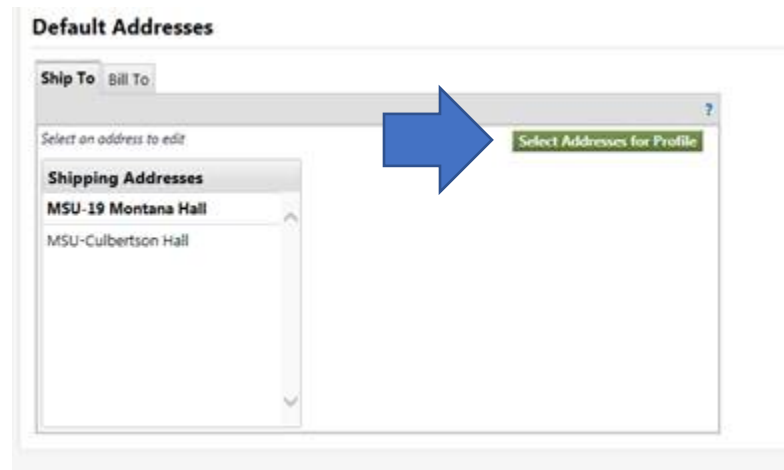 Default Addresses
Ship To Bill To
?
Select an address to edit Select Addresses for Profile
Shipping Addresses
MSU-19 Montana Hall
MSU-Culbertson Hall